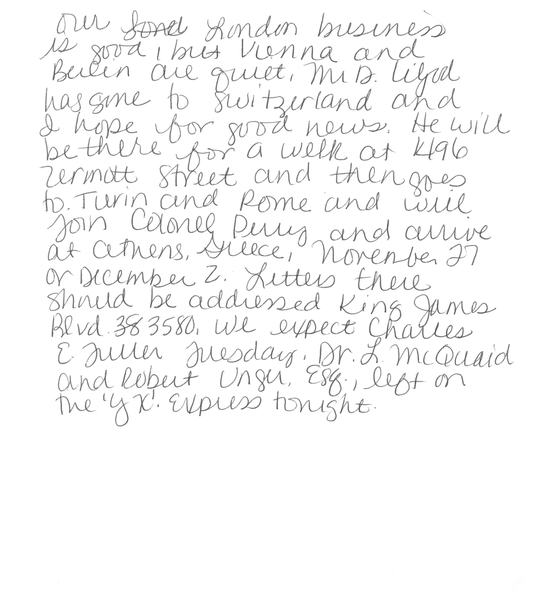 our London business
is good, but Vienna and
Berlin are quiet. Mr. D. Lloyd
has gone to Switzerland and
I hope for good news. He will
be there for a week at 1496
Zermott Street and then goes
to Turin and Rome and will
join Colonel Perry and arrive
at Athens, Greece, November 27
or December 2. Letters there
should be addressed King James
Blvd. 383580. We expect Charles
E. Fuller Tuesday. Dr. L. McQuaid
and Robert Unger, Esq., left on
the 'Y.X.' Express tonight.